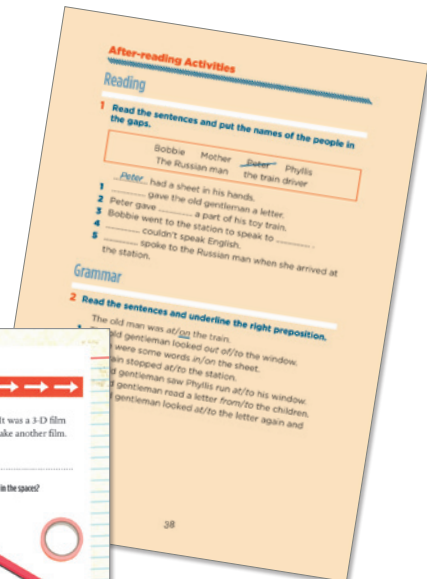 After-reading Activities
Reading
1 Read the sentences and put the names of the people in
the gaps.
Bobbie Mother Peter Phyllis
The Russian man the train driver
Peter had a sheet in his hands.
1 ............ gave the old gentleman a letter.
2 Peter gave ............ a part of his toy train.
3 Bobbie went to the station to speak to ............ .
4 ............ couldn't speak English.
5 ............ spoke to the Russian man when she arrived at
the station.
Grammar
2 Read the sentences and underline the right preposition.
The old man was at/on the train.
old gentleman looked out of/to the window.
were some words in/on the sheet.
ain stopped at/to the station.
d gentleman saw Phyllis run at/to his window.
d gentleman read a letter from/to the children.
gentleman looked at/to the letter again and
38
It was a 3-D film
ake another film.
in the spaces?